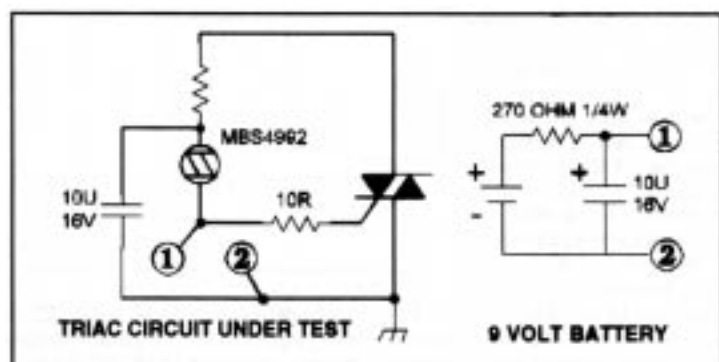 MBS4992
270 OHM 1/4W
10U
16V
10R
1
2
+
-
+
10U
16V
1
2
TRIAC CIRCUIT UNDER TEST
9 VOLT BATTERY